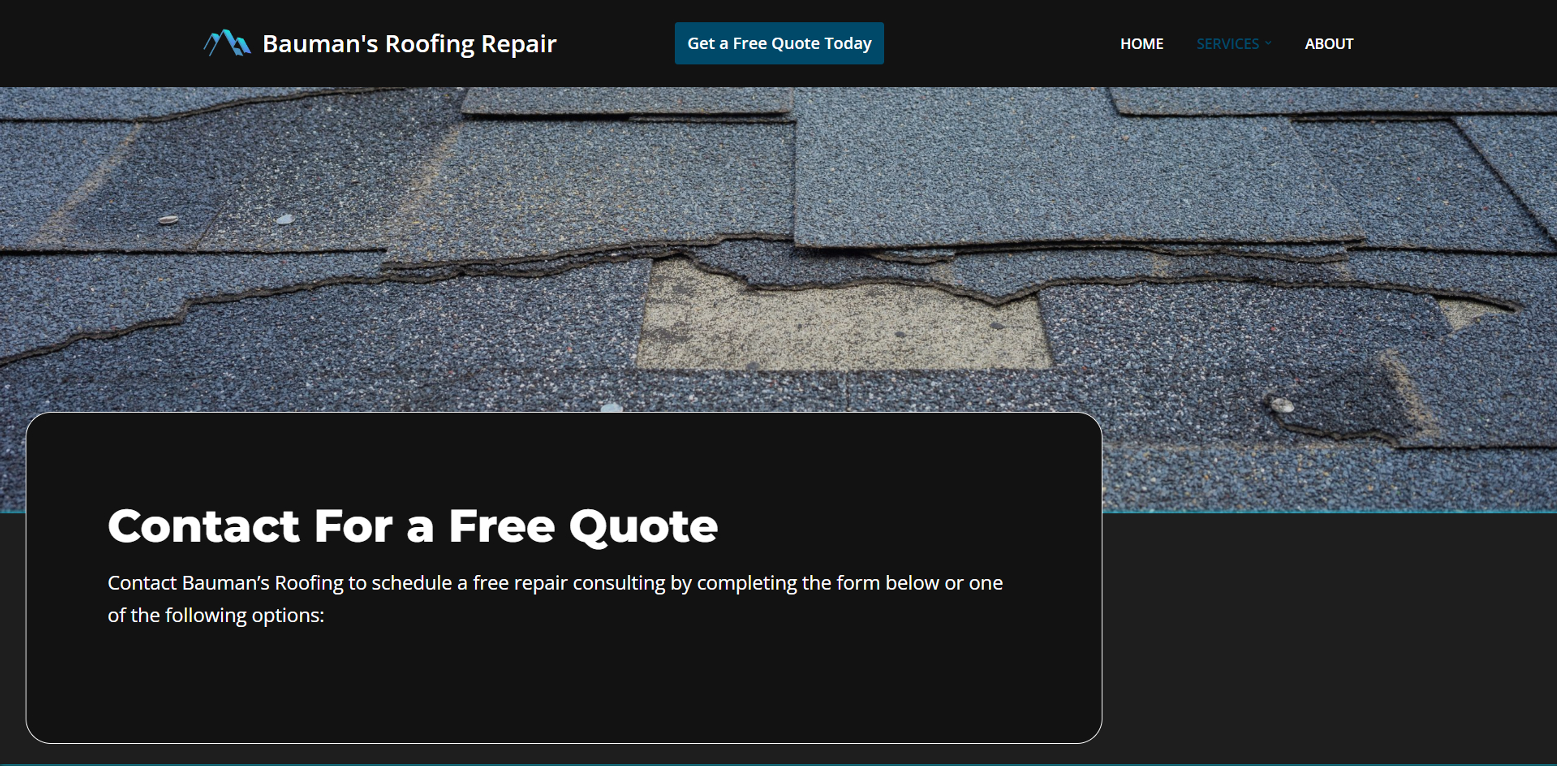 Bauman's Roofing Repair
Get a Free Quote Today
HOME
SERVICES
ABOUT
Contact For a Free Quote
Contact Bauman’s Roofing to schedule a free repair consulting by completing the form below or one
of the following options: